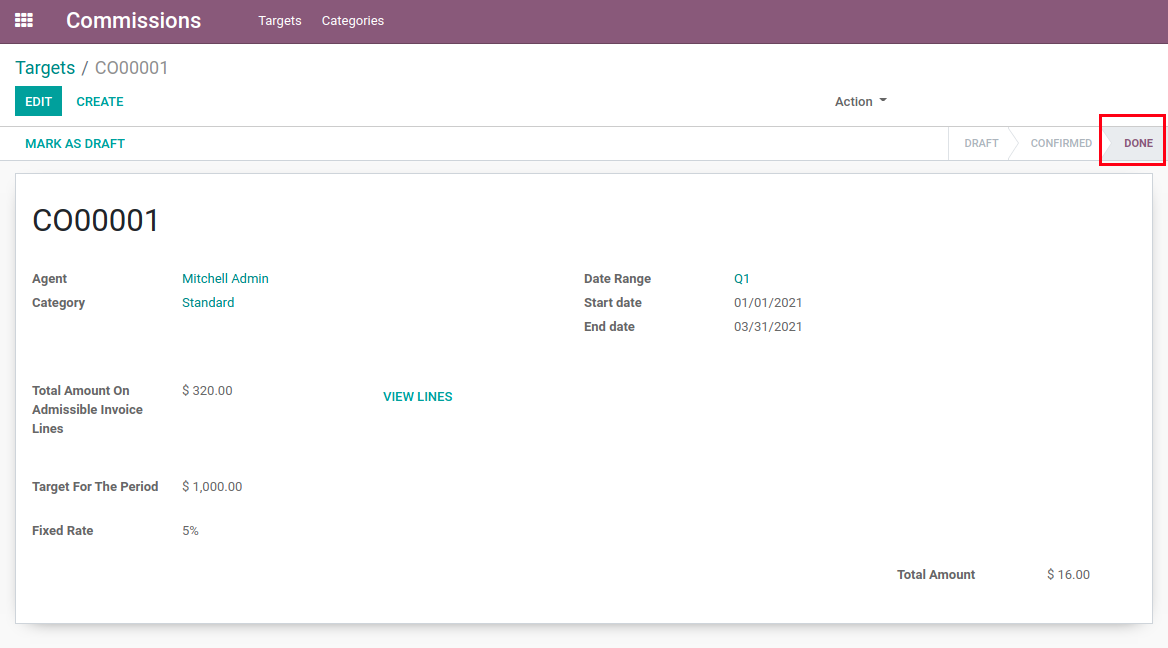 Commissions Targets Categories
Targets / CO00001
EDIT CREATE Action
MARK AS DRAFT DRAFT CONFIRMED DONE
CO00001
Agent Mitchell Admin Date Range Q1
Category Standard Start date 01/01/2021
End date 03/31/2021
Total Amount On $ 320.00
Admissible Invoice VIEW LINES
Lines
Target For The Period $ 1,000.00
Fixed Rate 5%
Total Amount $ 16.00